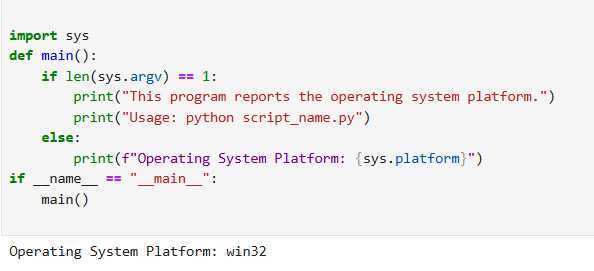 import sys
def main():
    if len(sys.argv) == 1:
        print("This program reports the operating system platform.")
        print("Usage: python script_name.py")
    else:
        print(f"Operating System Platform: {sys.platform}")
if __name__ == "__main__":
    main()
Operating System Platform: win32